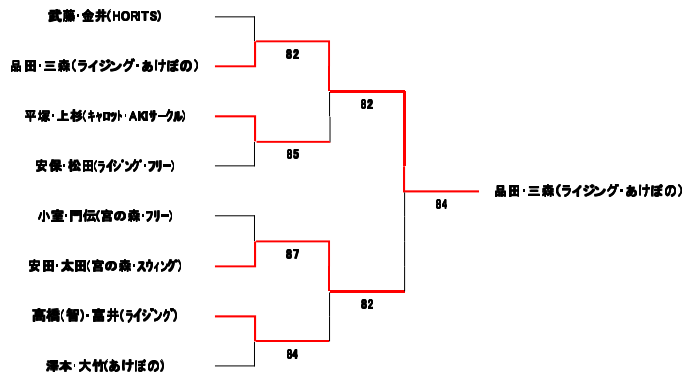 武藤・金井(HORITS)
82
品田・三森(ライジング・あけぼの)
82
平塚・上杉(ｷｬﾛｯﾄ・AKIサークル)
85
安保・松田(ﾗｲｼﾞﾝｸﾞ・ﾌﾘｰ)
品田・三森(ライジング・あけぼの)
84
小室・門伝(宮の森・ﾌﾘｰ)
87
安田・太田(宮の森・ｽｳｨﾝｸﾞ)
82
高橋(智)・富井(ﾗｲｼﾞﾝｸﾞ)
84
澤本・大竹(あけぼの)